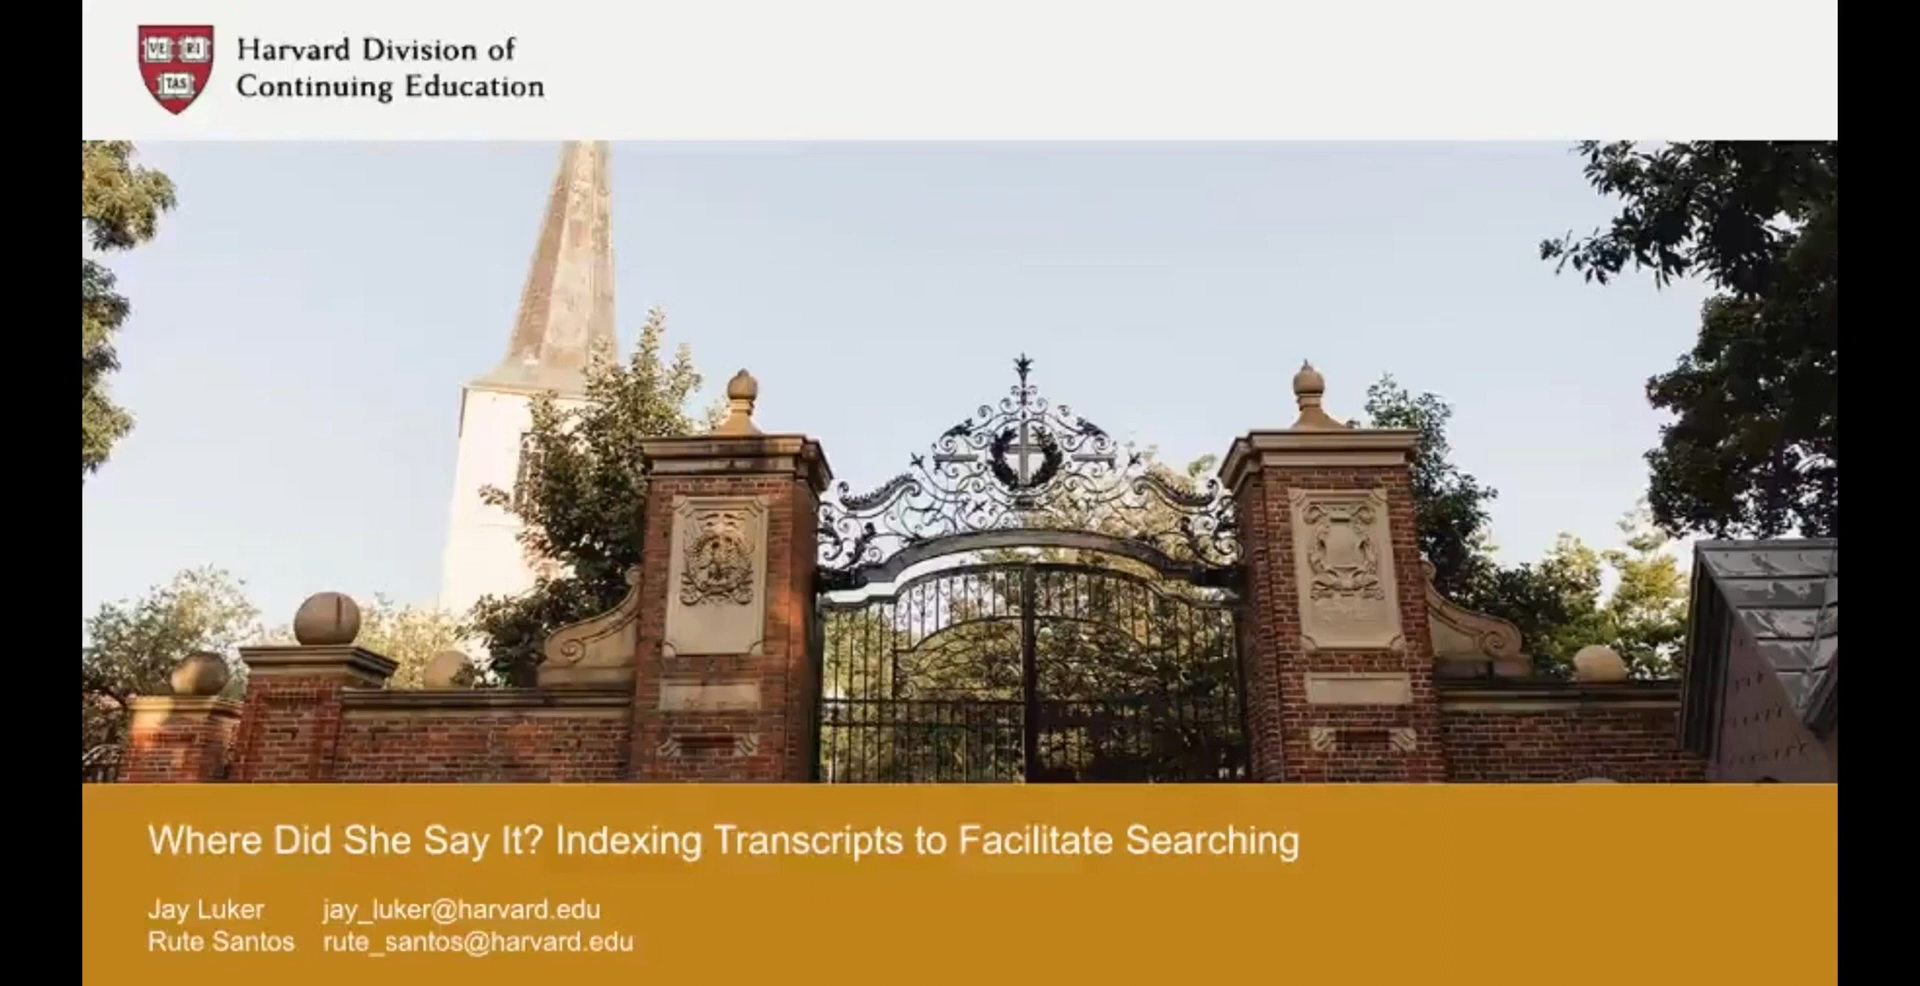 VE RI
TAS
Harvard Division of
Continuing Education
Where Did She Say It? Indexing Transcripts to Facilitate Searching
Jay Luker jay_luker@harvard.edu
Rute Santos rute_santos@harvard.edu